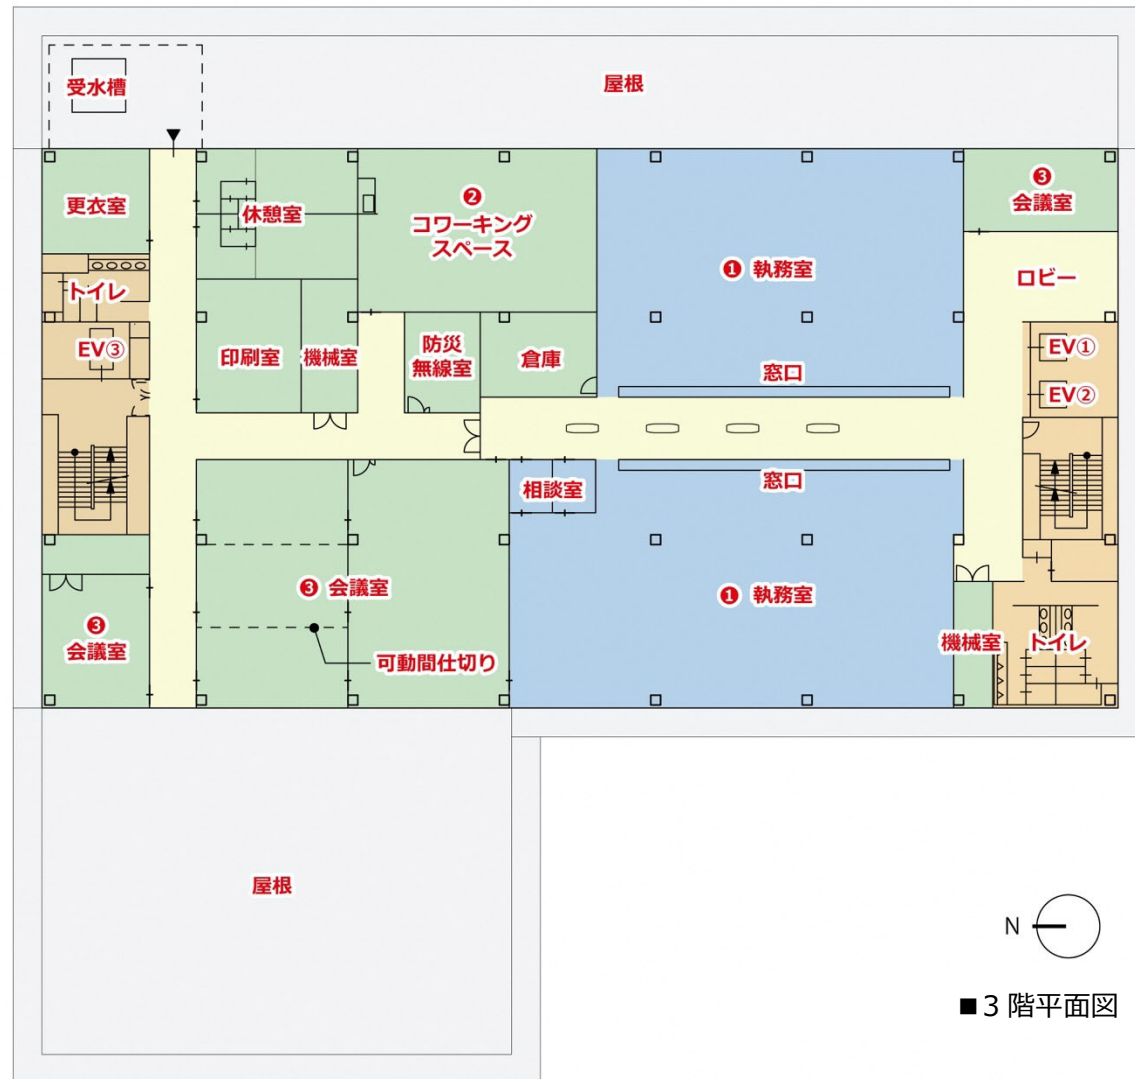 受水槽
屋根
更衣室
休憩室
❷
コワーキング
スペース
❶ 執務室
❸
会議室
ロビー
トイレ
EV③
印刷室
機械室
防災
無線室
倉庫
窓口
EV①
EV②
相談室
窓口
❸ 会議室
❶ 執務室
❸
会議室
可動間仕切り
機械室
トイレ
屋根
N
■3階平面図